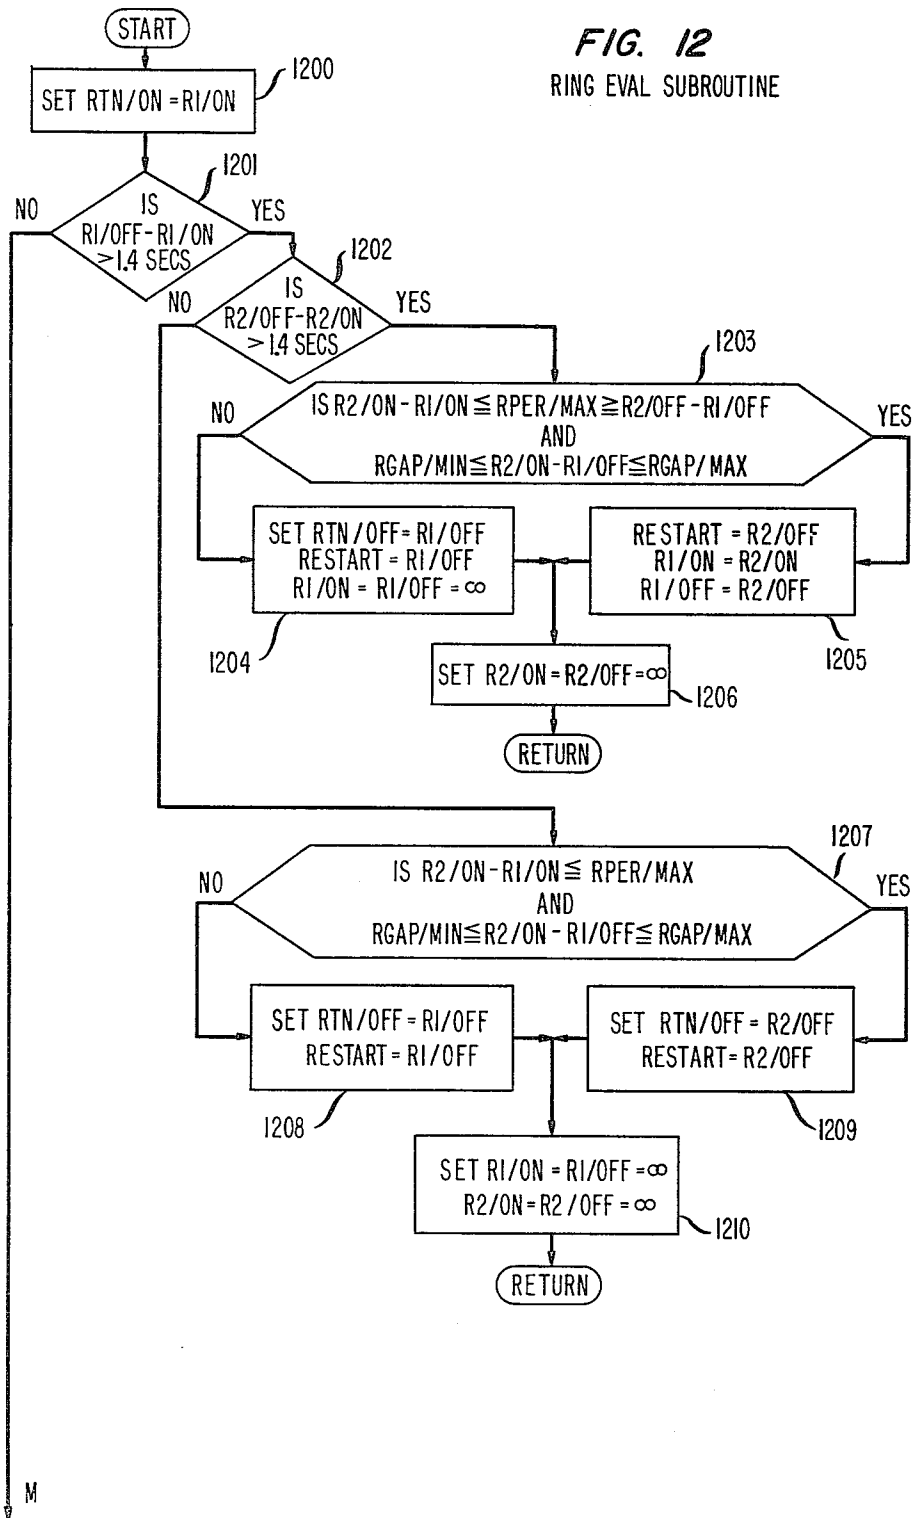 START
FIG. 12
RING EVAL SUBROUTINE
1200
SET RTN/ON = R1/ON
1201
NO
IS
R1/OFF-R1/ON
>1.4 SECS
YES
1202
NO
IS
R2/OFF-R2/ON
>1.4 SECS
YES
1203
NO
IS R2/ON-R1/ON ≦ RPER/MAX ≧ R2/OFF-R1/OFF
AND
RGAP/MIN ≦ R2/ON-R1/OFF ≦ RGAP/MAX
YES
SET RTN/OFF = R1/OFF
RESTART = R1/OFF
R1/ON = R1/OFF = ∞
1204
RESTART = R2/OFF
R1/ON = R2/ON
R1/OFF = R2/OFF
1205
SET R2/ON = R2/OFF = ∞
1206
RETURN
1207
NO
IS R2/ON-R1/ON ≦ RPER/MAX
AND
RGAP/MIN ≦ R2/ON-R1/OFF ≦ RGAP/MAX
YES
SET RTN/OFF = R1/OFF
RESTART = R1/OFF
1208
SET RTN/OFF = R2/OFF
RESTART = R2/OFF
1209
SET R1/ON = R1/OFF = ∞
R2/ON = R2/OFF = ∞
1210
RETURN
M